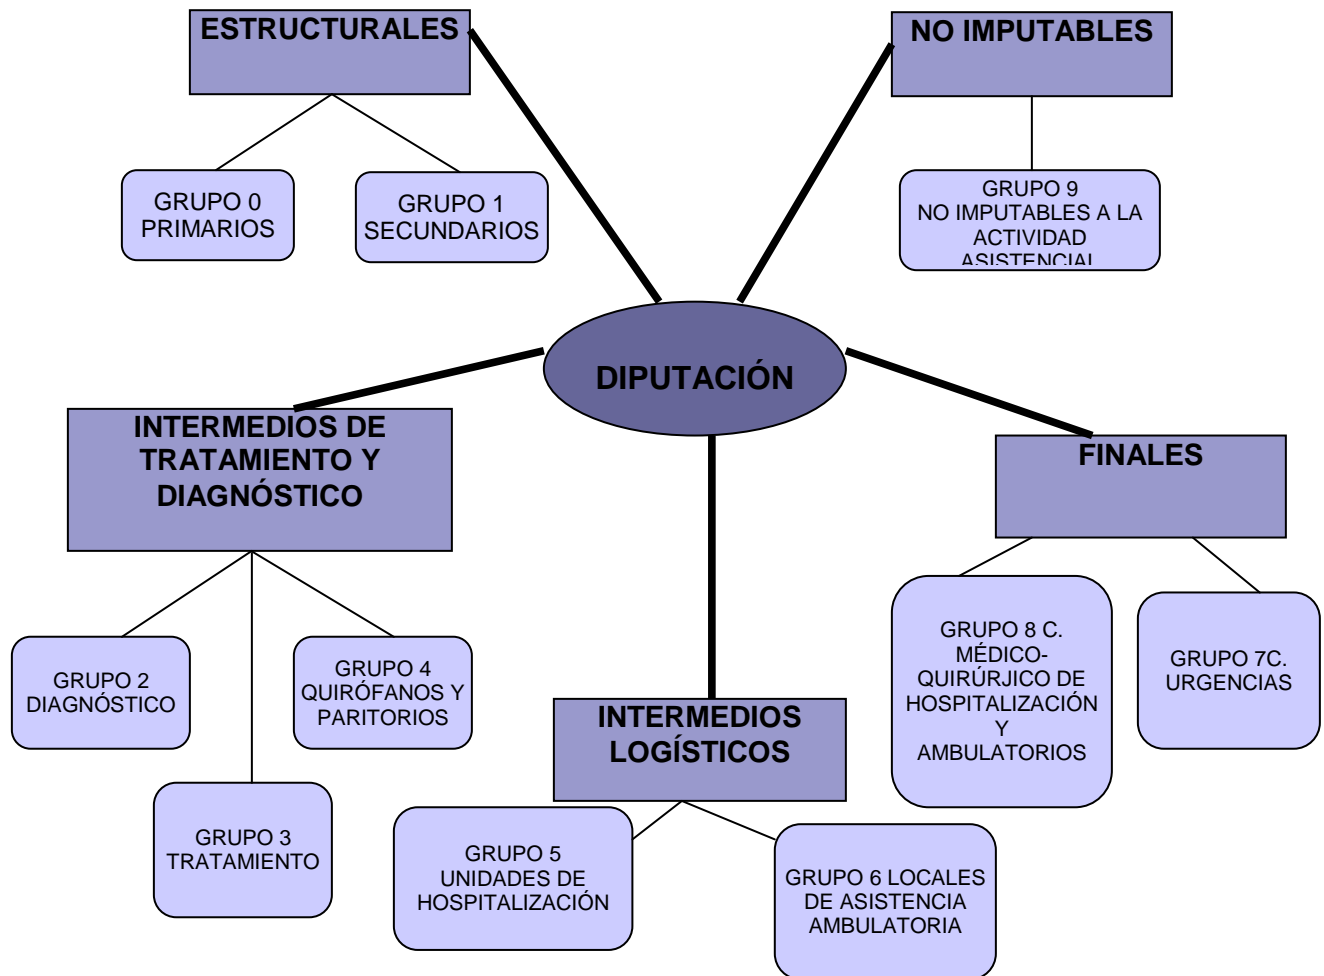 ESTRUCTURALES
NO IMPUTABLES
GRUPO 0
PRIMARIOS
GRUPO 1
SECUNDARIOS
GRUPO 9
NO IMPUTABLES A LA
ACTIVIDAD
ASISTENCIAL
DIPUTACIÓN
INTERMEDIOS DE
TRATAMIENTO Y
DIAGNÓSTICO
FINALES
GRUPO 2
DIAGNÓSTICO
GRUPO 4
QUIRÓFANOS Y
PARITORIOS
GRUPO 3
TRATAMIENTO
INTERMEDIOS
LOGÍSTICOS
GRUPO 5
UNIDADES DE
HOSPITALIZACIÓN
GRUPO 6 LOCALES
DE ASISTENCIA
AMBULATORIA
GRUPO 8 C.
MÉDICO-
QUIRÚRJICO DE
HOSPITALIZACIÓN
Y
AMBULATORIOS
GRUPO 7C.
URGENCIAS